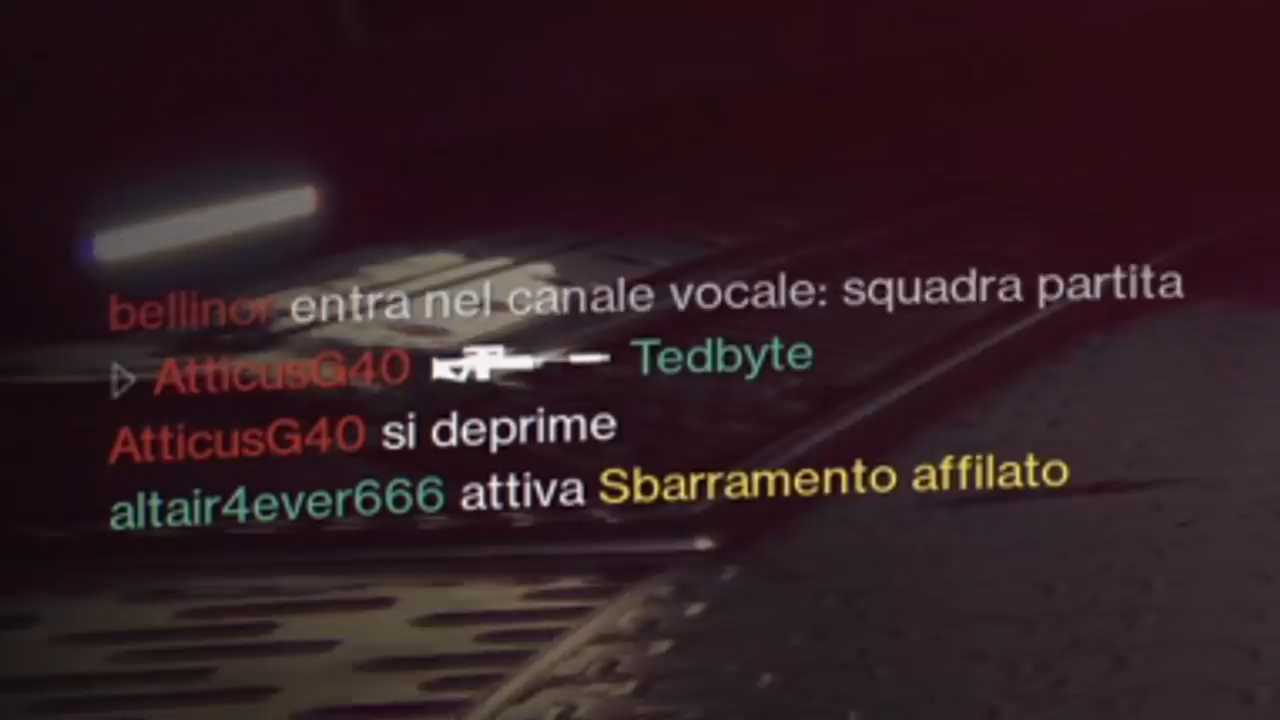 bellinor entra nel canale vocale: squadra partita
AtticusG40 Tedbyte
AtticusG40 si deprime
altair4ever666 attiva Sbarramento affilato